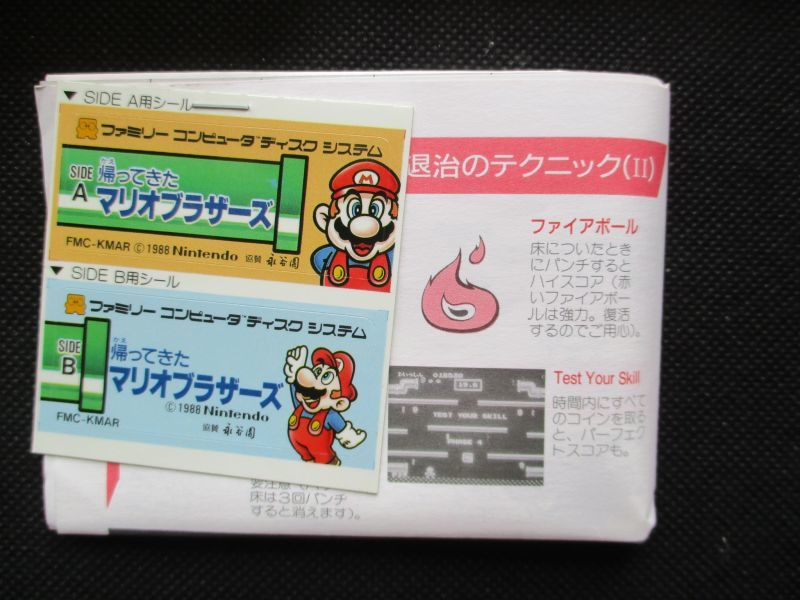 ▼ SIDE A用シール
ファミリー コンピュータ™ディスク システム
SIDE A
かえ
帰ってきた
マリオブラザーズ
FMC-KMAR © 1988 Nintendo 協賛 永谷園
▼ SIDE B用シール
ファミリー コンピュータ™ディスク システム
SIDE B
かえ
帰ってきた
マリオブラザーズ
© 1988 Nintendo
FMC-KMAR
協賛 永谷園
退治のテクニック(II)
ファイアボール
床についたとき
にパンチすると
ハイスコア(赤
いファイアボー
ルは強力。復活
するのでご用心)。
TEST YOUR SKILL
PHASE 4
Test Your Skill
時間内にすべて
のコインを取る
と、パーフェク
トスコアも。
床は3回パンチ
すると消えます)。